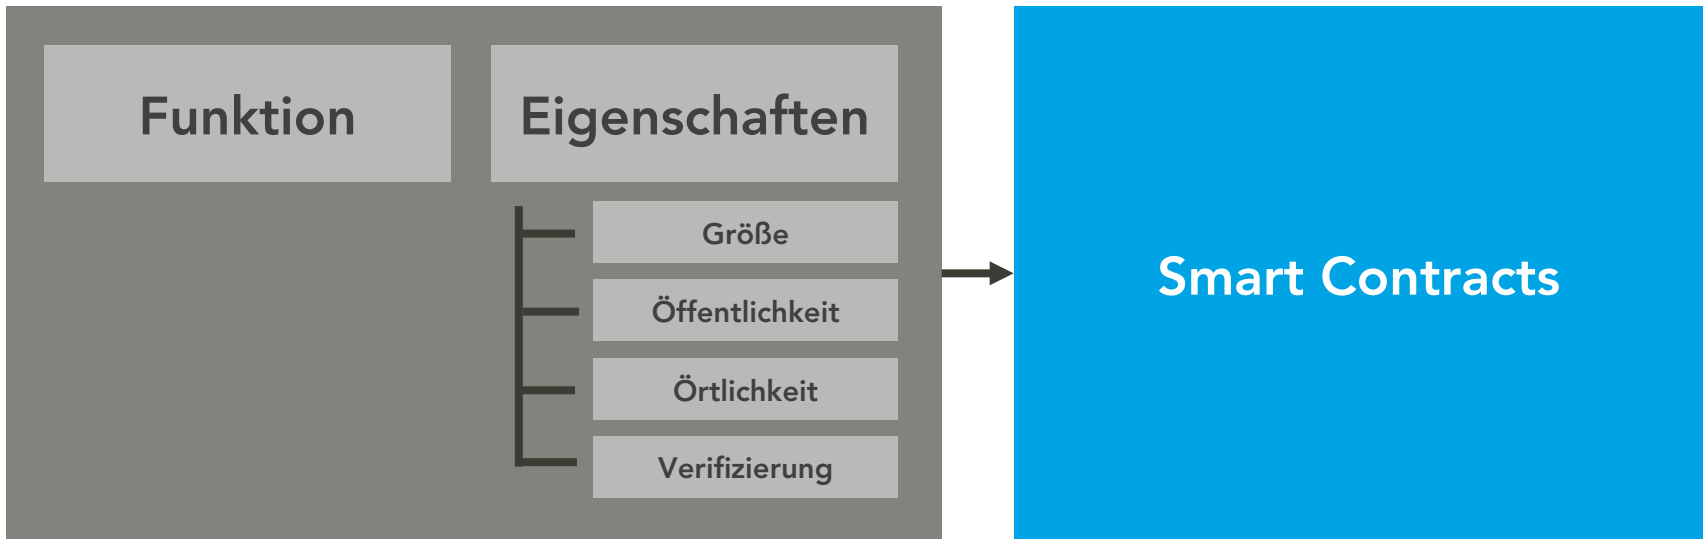 Funktion
Eigenschaften
Größe
Öffentlichkeit
Örtlichkeit
Verifizierung
Smart Contracts